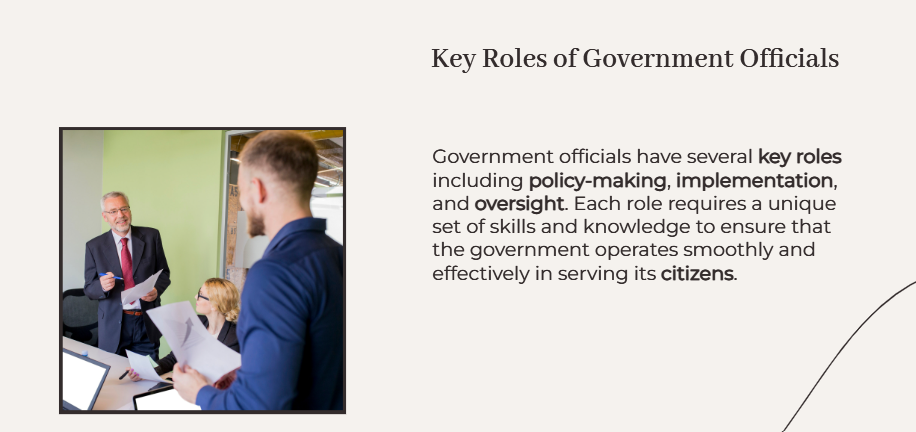 Key Roles of Government Officials
Government officials have several key roles
including policy-making, implementation,
and oversight. Each role requires a unique
set of skills and knowledge to ensure that
the government operates smoothly and
effectively in serving its citizens.